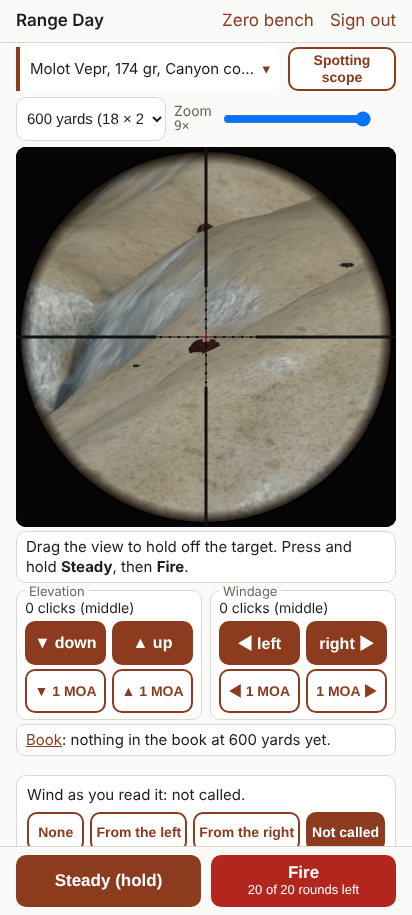 Range Day
Zero bench
Sign out
Molot Vepr, 174 gr, Canyon co... ▼
Spotting
scope
600 yards (18 × 2
Zoom
9×
Drag the view to hold off the target. Press and
hold Steady, then Fire.
Elevation
0 clicks (middle)
▼ down
▲ up
▼ 1 MOA
▲ 1 MOA
Windage
0 clicks (middle)
◀ left
right ▶
◀ 1 MOA
1 MOA ▶
Book: nothing in the book at 600 yards yet.
Wind as you read it: not called.
None
From the left
From the right
Not called
Steady (hold)
Fire
20 of 20 rounds left